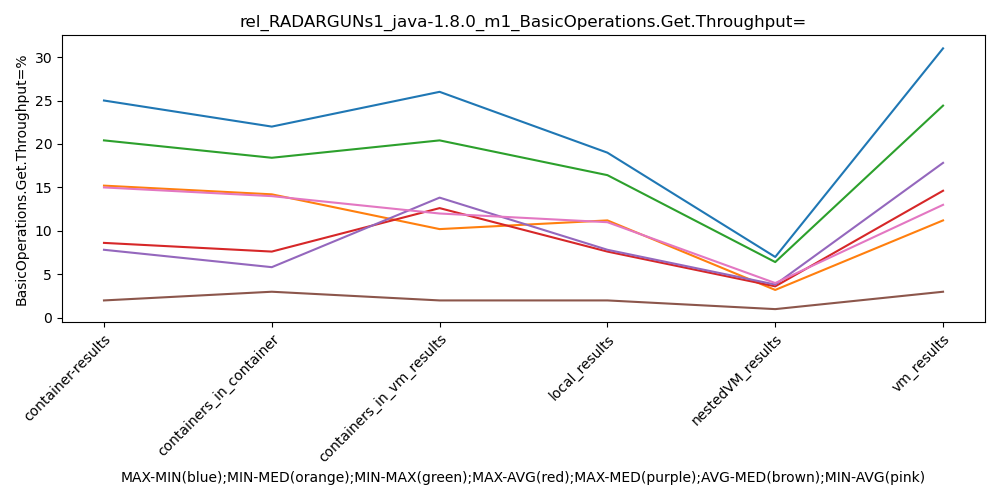 rel_RADARGUNs1_java-1.8.0_m1_BasicOperations.Get.Throughput=
BasicOperations.Get.Throughput=%
30
25
20
15
10
5
0
container-results
containers_in_container
containers_in_vm_results
local_results
nestedVM_results
vm_results
MAX-MIN(blue);MIN-MED(orange);MIN-MAX(green);MAX-AVG(red);MAX-MED(purple);AVG-MED(brown);MIN-AVG(pink)